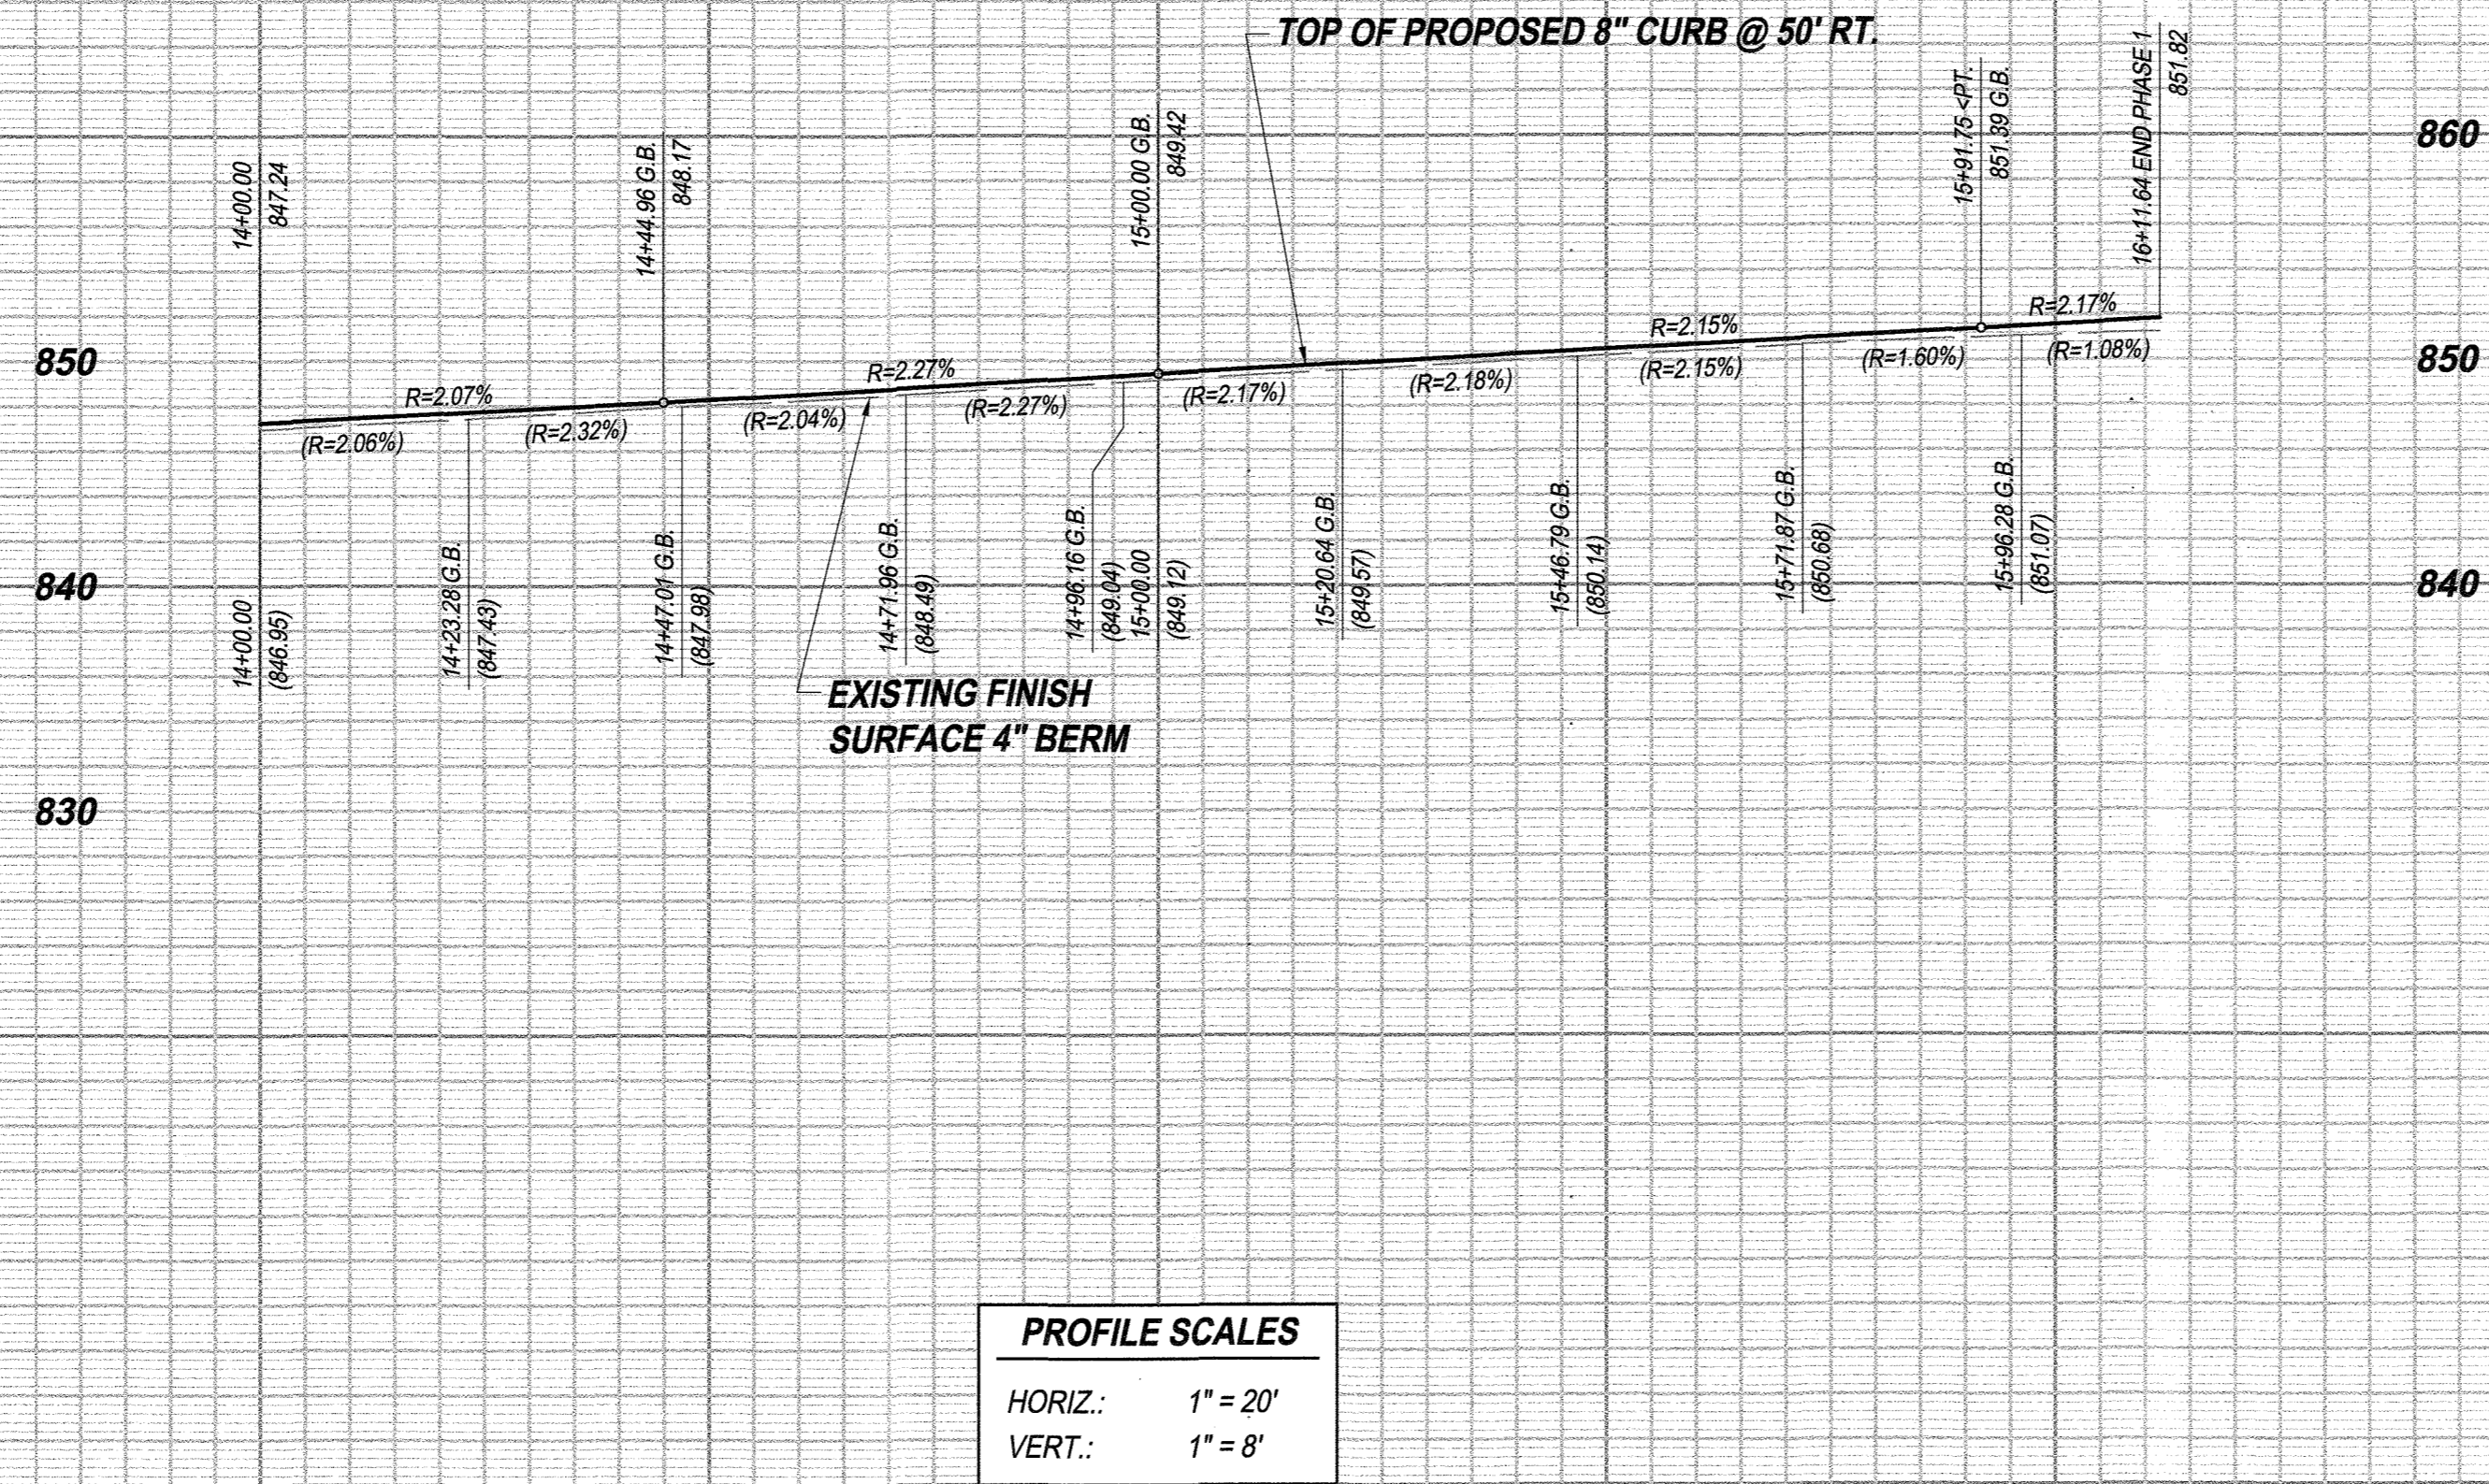 TOP OF PROPOSED 8" CURB @ 50' RT.
14+00.00
847.24
14+44.96 G.B.
848.17
15+00.00 G.B.
849.42
15+91.75 <PT.
851.39 G.B.
16+11.64 END PHASE 1
851.82
860
860
850
850
840
840
830
R=2.07%
R=2.27%
R=2.15%
R=2.17%
(R=2.06%)
(R=2.32%)
(R=2.04%)
(R=2.27%)
(R=2.17%)
(R=2.18%)
(R=2.15%)
(R=1.60%)
(R=1.08%)
14+00.00
(846.95)
14+23.28 G.B.
(847.43)
14+47.01 G.B.
(847.98)
14+71.96 G.B.
(848.49)
14+96.16 G.B.
(849.04)
15+00.00
(849.12)
15+20.64 G.B.
(849.57)
15+46.79 G.B.
(850.14)
15+71.87 G.B.
(850.68)
15+96.28 G.B.
(851.07)
EXISTING FINISH
SURFACE 4" BERM
PROFILE SCALES
HORIZ.: 1" = 20'
VERT.: 1" = 8'